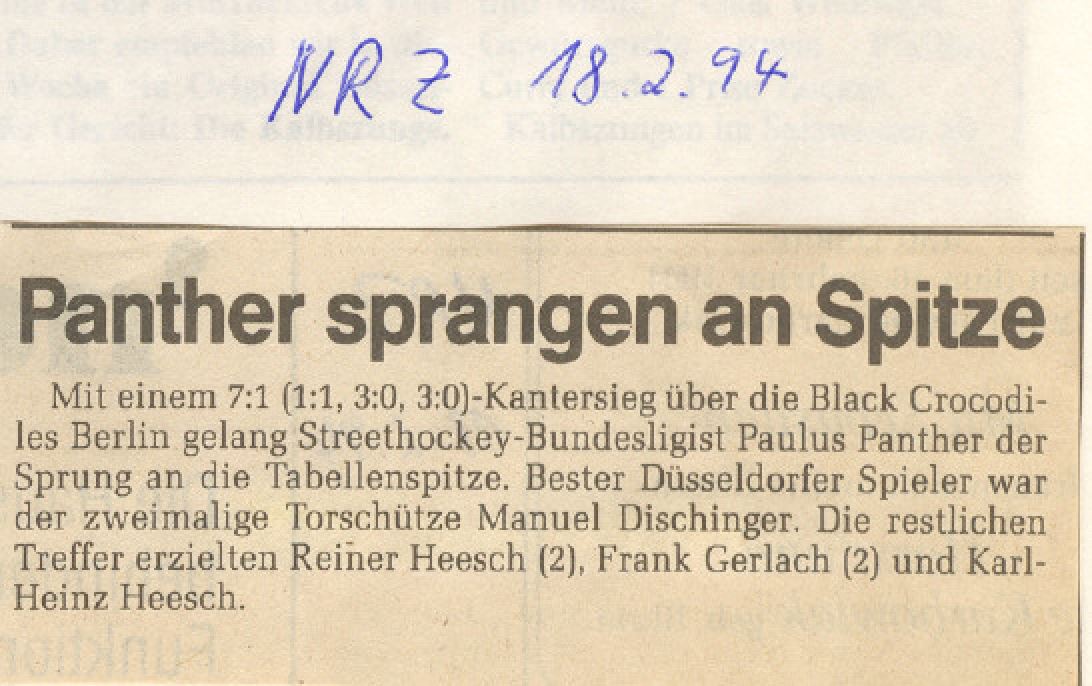 NRZ 18.2.94
Panther sprangen an Spitze
Mit einem 7:1 (1:1, 3:0, 3:0)-Kantersieg über die Black Crocodi-
les Berlin gelang Streethockey-Bundesligist Paulus Panther der
Sprung an die Tabellenspitze. Bester Düsseldorfer Spieler war
der zweimalige Torschütze Manuel Dischinger. Die restlichen
Treffer erzielten Reiner Heesch (2), Frank Gerlach (2) und Karl-
Heinz Heesch.